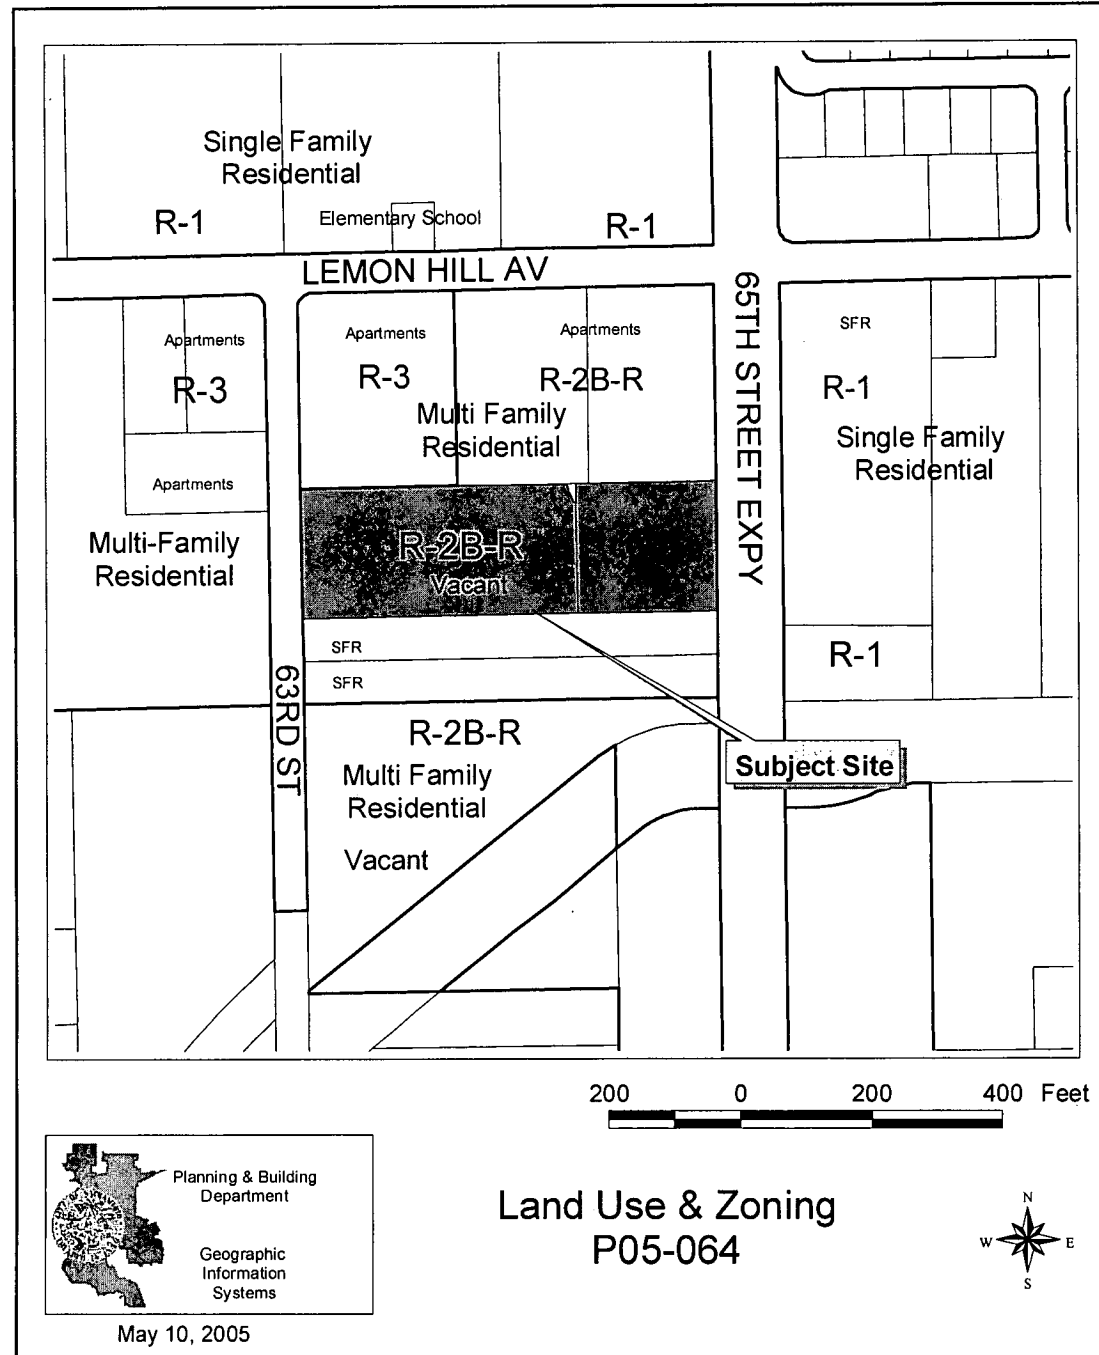 Single Family
Residential
R-1
Elementary School
R-1
LEMON HILL AV
65TH STREET EXPY
Apartments
R-3
Apartments
R-3
Apartments
R-2B-R
Multi Family
Residential
SFR
R-1
Single Family
Residential
Apartments
Multi-Family
Residential
R-2B-R
Vacant
SFR
SFR
R-1
63RD ST
R-2B-R
Multi Family
Residential
Vacant
Subject Site
200 0 200 400 Feet
Planning & Building
Department
Geographic
Information
Systems
May 10, 2005
Land Use & Zoning
P05-064
N
W E
S